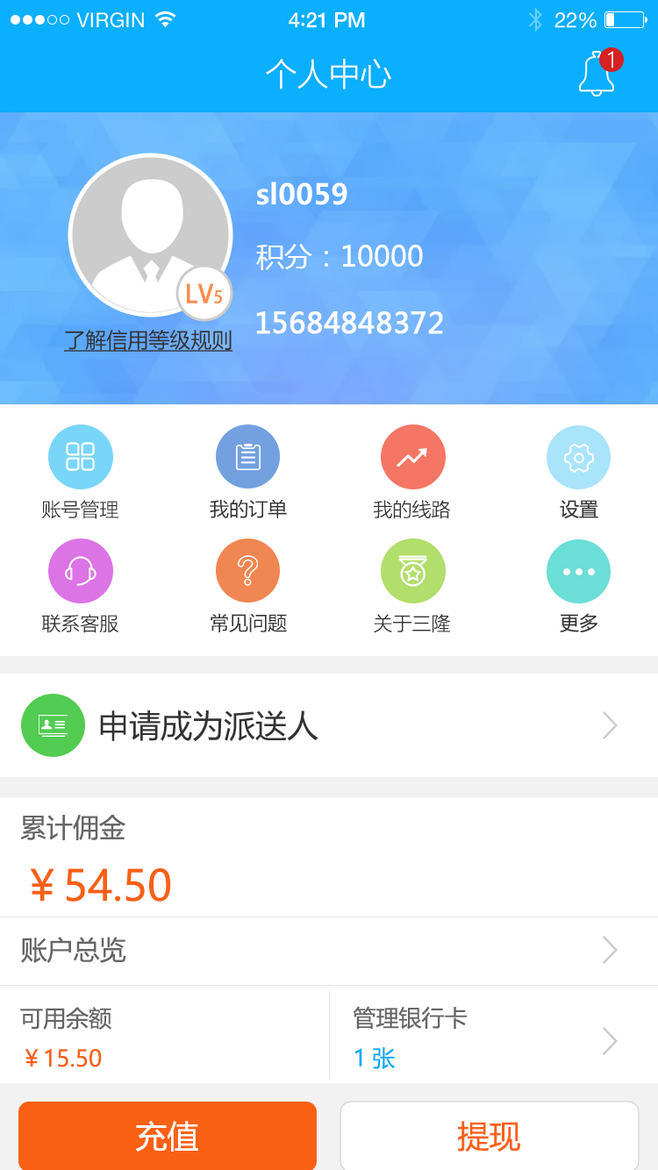 VIRGIN 4:21 PM 22%
个人中心 1
sl0059
积分：10000
LV5
15684848372
了解信用等级规则
账号管理 我的订单 我的线路 设置
联系客服 常见问题 关于三隆 更多
申请成为派送人
累计佣金
￥54.50
账户总览
可用余额 管理银行卡
￥15.50 1 张
充值 提现